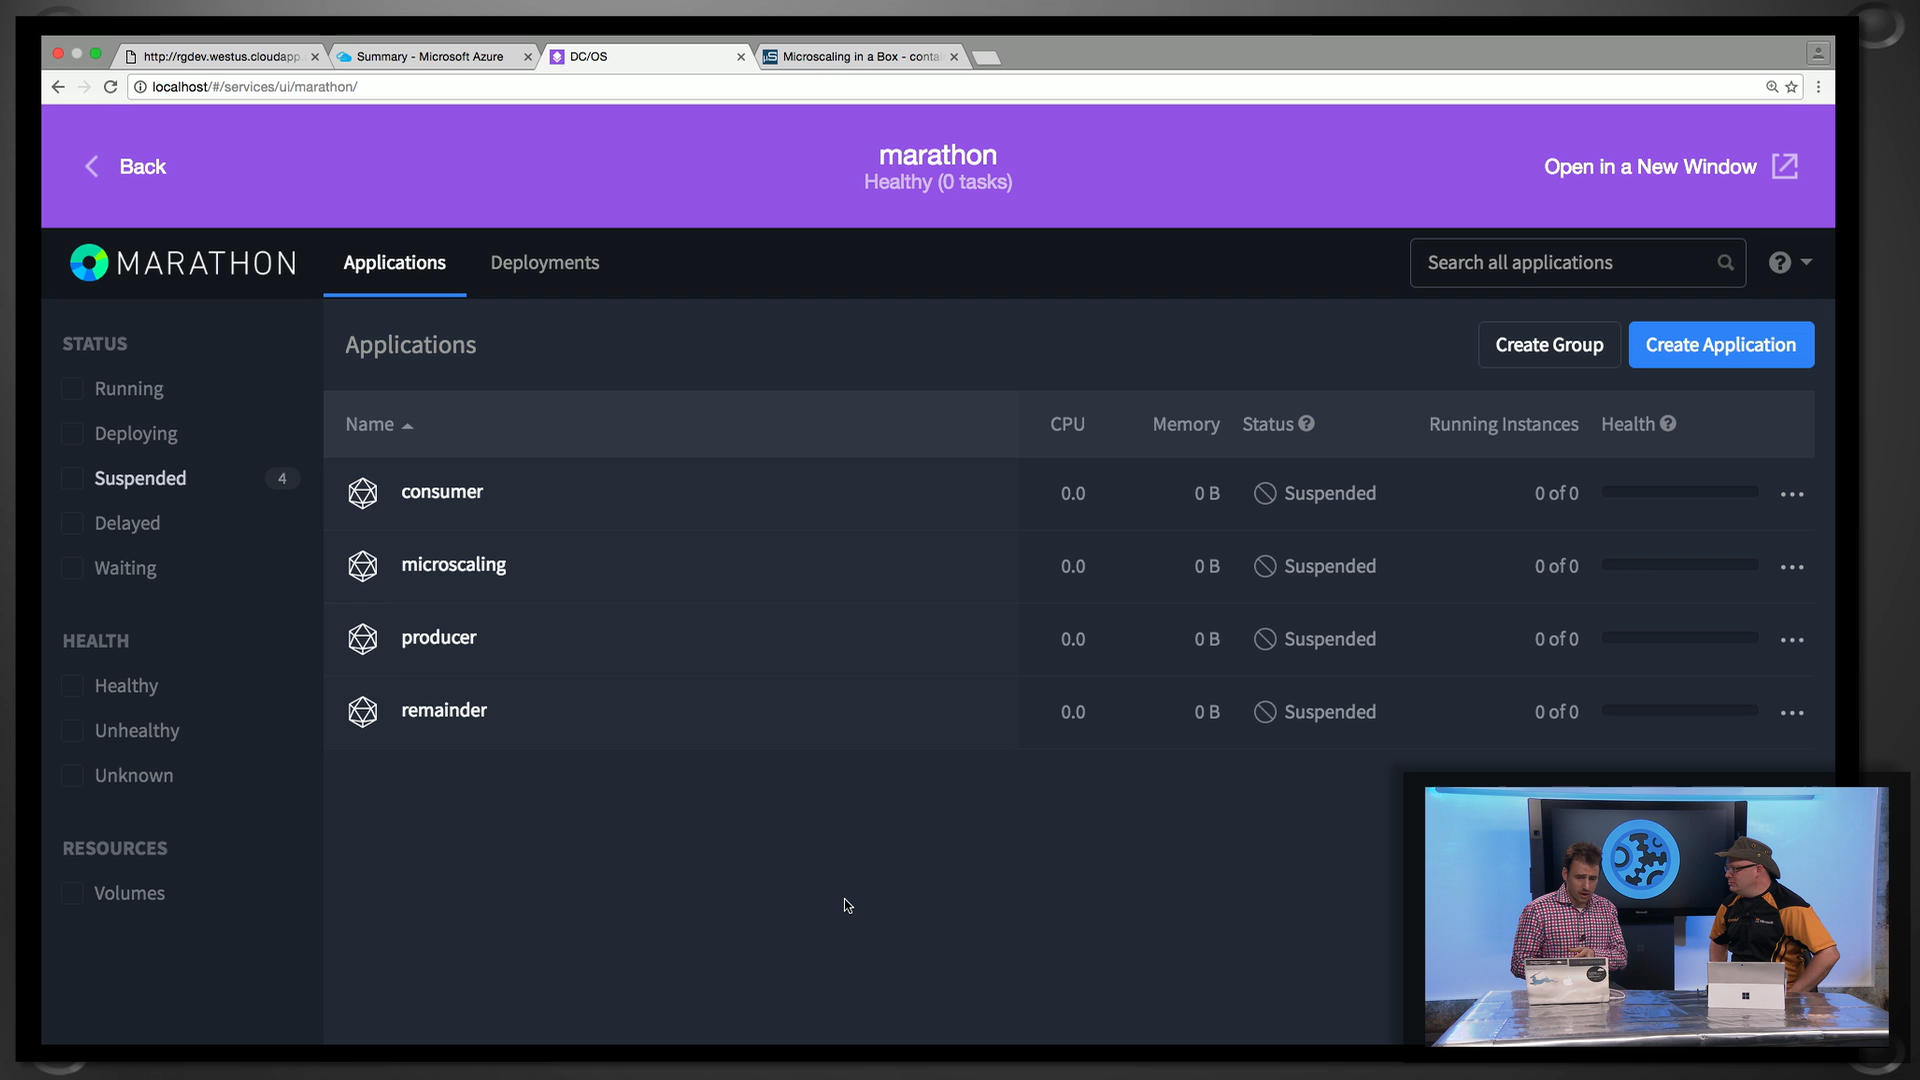 http://rgdev.westus.cloudapp.
Summary - Microsoft Azure
DC/OS
Microscaling in a Box - contai
localhost/#/services/ui/marathon/
Back
marathon
Healthy (0 tasks)
Open in a New Window
MARATHON
Applications
Deployments
Search all applications
STATUS
Running
Deploying
Suspended
4
Delayed
Waiting
HEALTH
Healthy
Unhealthy
Unknown
RESOURCES
Volumes
Applications
Create Group
Create Application
Name
CPU
Memory
Status
Running Instances
Health
consumer
0.0
0 B
Suspended
0 of 0
microscaling
0.0
0 B
Suspended
0 of 0
producer
0.0
0 B
Suspended
0 of 0
remainder
0.0
0 B
Suspended
0 of 0